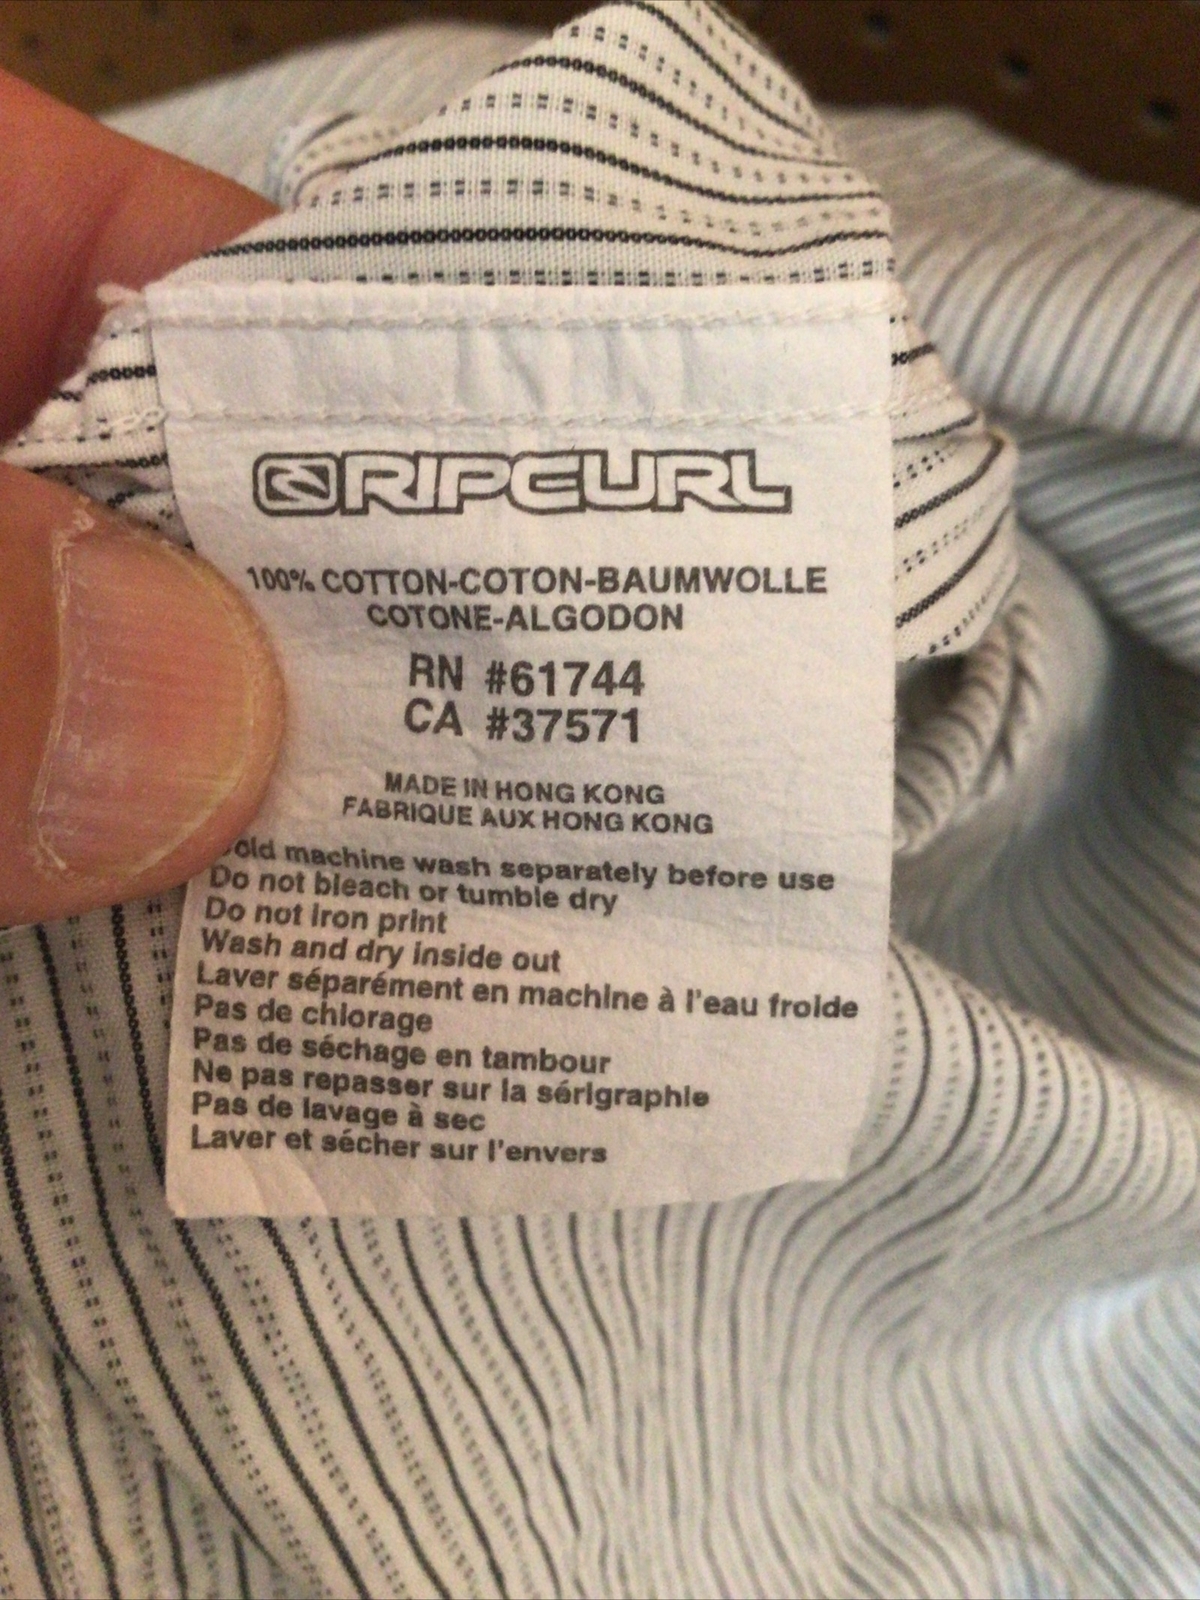 RIPCURL
100% COTTON-COTON-BAUMWOLLE
COTONE-ALGODON
RN #61744
CA #37571
MADE IN HONG KONG
FABRIQUE AUX HONG KONG
old machine wash separately before use
Do not bleach or tumble dry
Do not iron print
Wash and dry inside out
Laver séparément en machine à l'eau froide
Pas de chlorage
Pas de séchage en tambour
Ne pas repasser sur la sérigraphie
Pas de lavage à sec
Laver et sécher sur l'envers